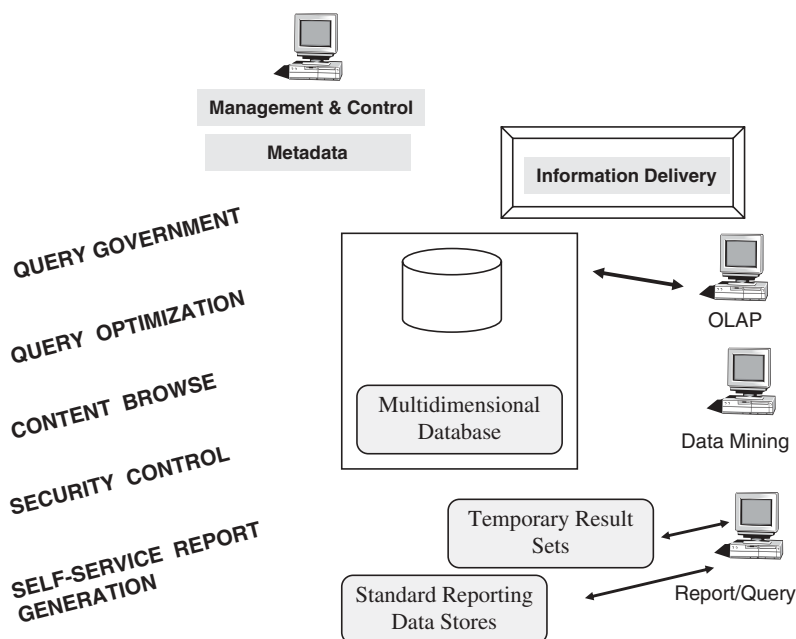 Management & Control
Metadata
Information Delivery
QUERY GOVERNMENT
QUERY OPTIMIZATION
CONTENT BROWSE
SECURITY CONTROL
SELF-SERVICE REPORT
GENERATION
Multidimensional
Database
OLAP
Data Mining
Temporary Result
Sets
Standard Reporting
Data Stores
Report/Query